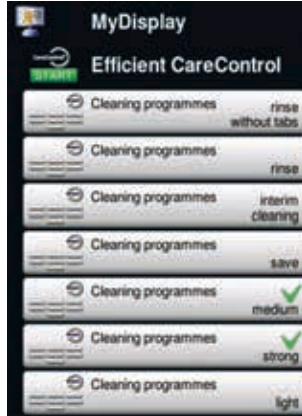 MyDisplay
START
Efficient CareControl
Cleaning programmes
rinse
without tabs
Cleaning programmes
rinse
Cleaning programmes
interim
cleaning
Cleaning programmes
save
Cleaning programmes
medium
Cleaning programmes
strong
Cleaning programmes
light